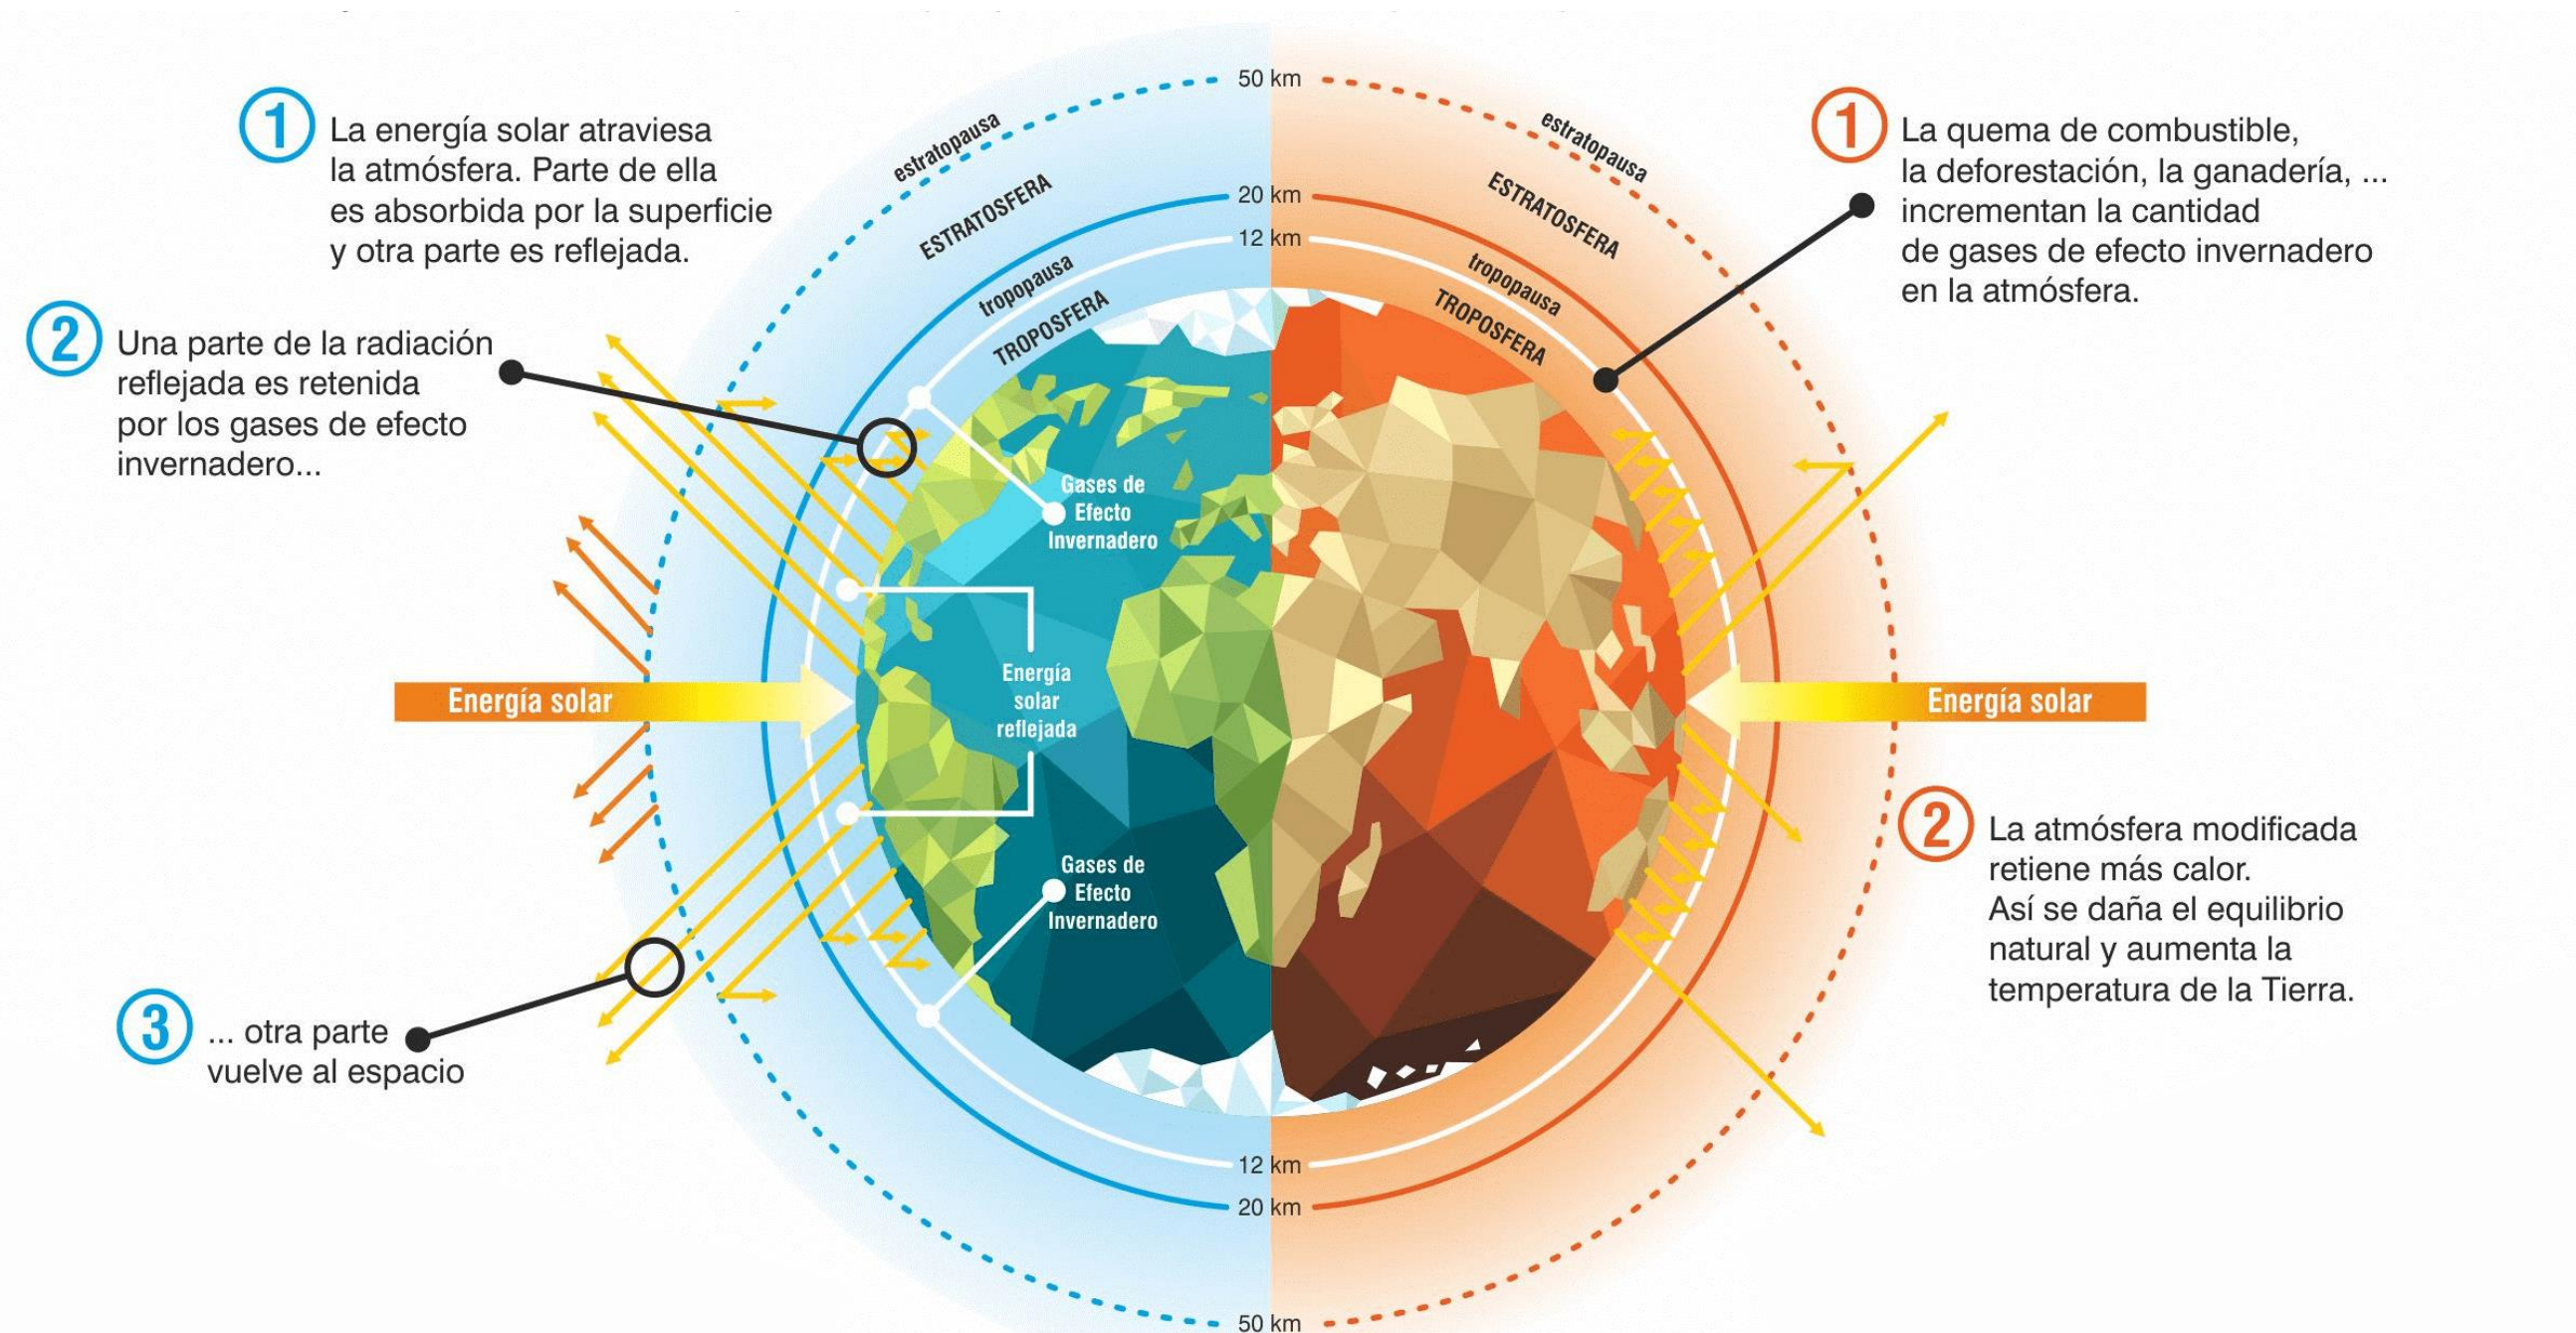 1
La energía solar atraviesa
la atmósfera. Parte de ella
es absorbida por la superficie
y otra parte es reflejada.
2
Una parte de la radiación
reflejada es retenida
por los gases de efecto
invernadero...
3
... otra parte
vuelve al espacio
Energía solar
50 km
20 km
12 km
estratopausa
ESTRATOSFERA
tropopausa
TROPOSFERA
Gases de
Efecto
Invernadero
Energía
solar
reflejada
Gases de
Efecto
Invernadero
12 km
20 km
50 km
estratopausa
ESTRATOSFERA
tropopausa
TROPOSFERA
1
La quema de combustible,
la deforestación, la ganadería, ...
incrementan la cantidad
de gases de efecto invernadero
en la atmósfera.
Energía solar
2
La atmósfera modificada
retiene más calor.
Así se daña el equilibrio
natural y aumenta la
temperatura de la Tierra.